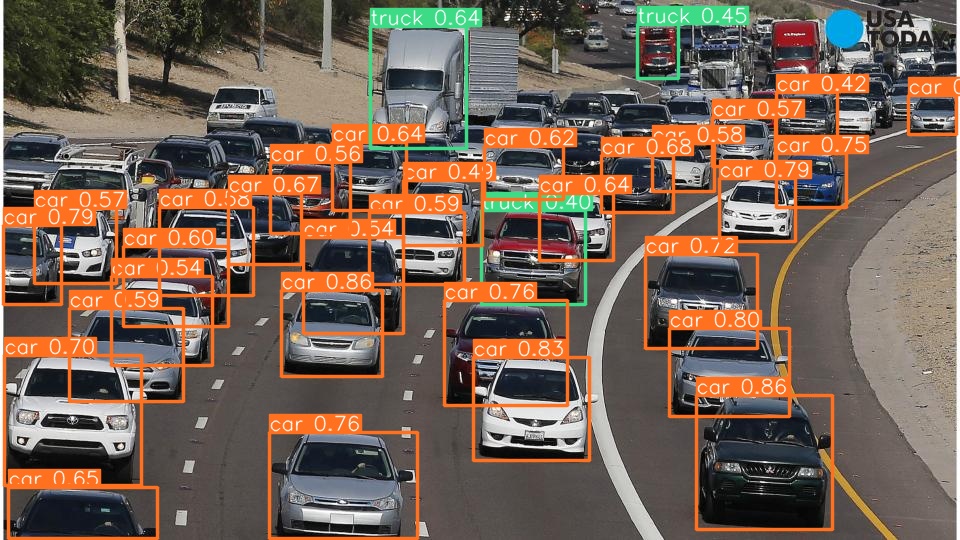 truck 0.64
truck 0.45
USA
TODAY
car 0.42
car 0.57
car 0.64
car 0.62
car 0.58
car 0.75
car 0.56
car 0.68
car 0.49
car 0.79
car 0.67
car 0.64
car 0.57
car 0.58
car 0.59
truck 0.40
car 0.79
car 0.60
car 0.54
car 0.72
car 0.54
car 0.86
car 0.76
car 0.59
car 0.80
car 0.70
car 0.83
car 0.86
car 0.76
car 0.65